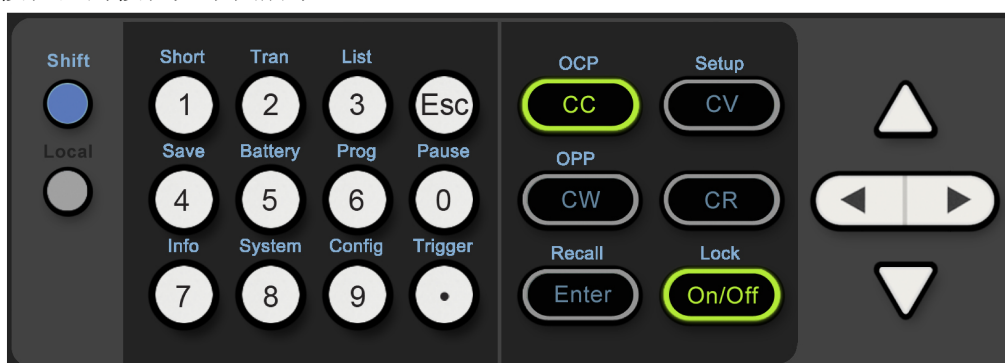 Shift
Short Tran List
OCP Setup
1 2 3 Esc
CC CV
Local
Save Battery Prog Pause
OPP
4 5 6 0
CW CR
Info System Config Trigger
Recall Lock
7 8 9 •
Enter On/Off